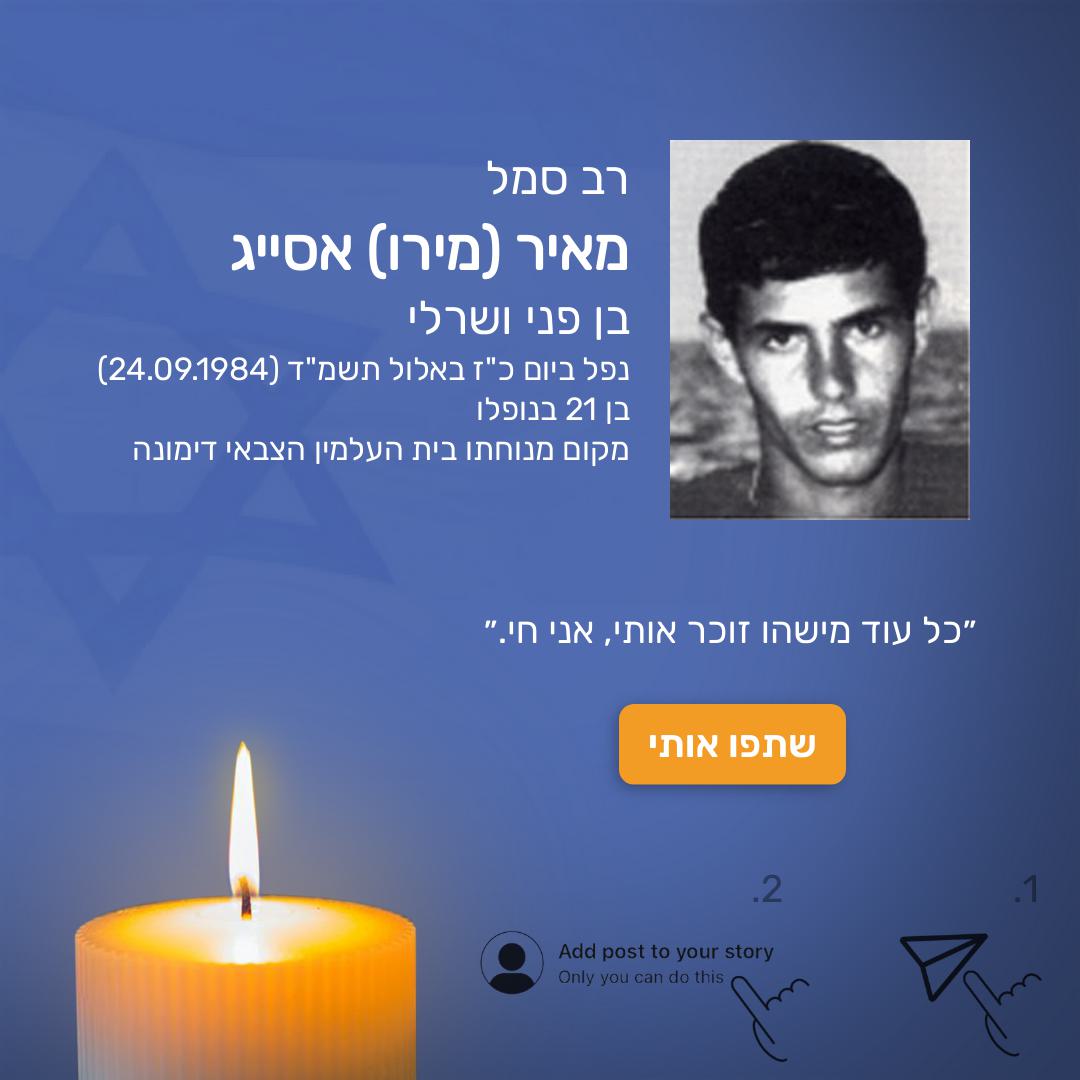 רב סמל
מאיר (מירו) אסייג
בן פני ושרלי
נפל ביום כ"ז באלול תשמ"ד (24.09.1984)
בן 21 בנופלו
מקום מנוחתו בית העלמין הצבאי דימונה
״כל עוד מישהו זוכר אותי, אני חי.״
שתפו אותי
.1
.2
Add post to your story
Only you can do this